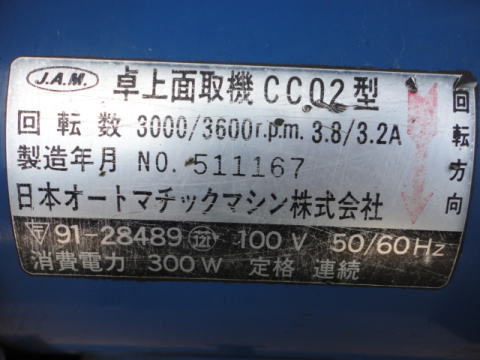 J.A.M. 卓上面取機 CC02型
回転数 3000/3600r.p.m. 3.8/3.2A
製造年月 NO. 511167
日本オートマチックマシン株式会社
回転方向
〒 91-28489 121 100V 50/60Hz
消費電力 300W 定格 連続